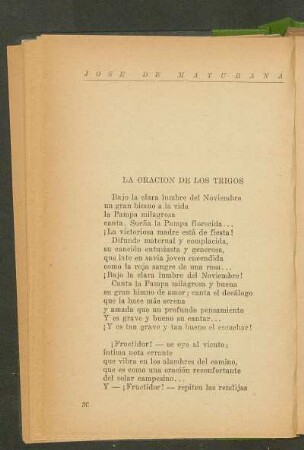 JOSE DE MATURANA
LA ORACION DE LOS TRIGOS
Bajo la clara lumbre del Noviembre
un gran himno a la vida
la Pampa milagrosa
canta. Sueña la Pampa florecida...
¡La victoriosa madre está de fiesta!
Difunde maternal y complacida,
su canción entusiasta y generosa,
que late en savia joven encendida
como la roja sangre de una rosa...
¡Bajo la clara lumbre del Noviembre!
Canta la Pampa milagrosa y buena
su gran himno de amor; canta el decálogo
que la hace más serena
y amada que un profundo pensamiento
Y es grave y bueno su cantar...
¡Y es tan grave y tan bueno el escuchar!
¡Fructidor! — se oye al viento;
íntima nota errante
que vibra en los alambres del camino,
que es como una oración reconfortante
del solar campesino...
Y — ¡Fructidor! — repiten las rendijas